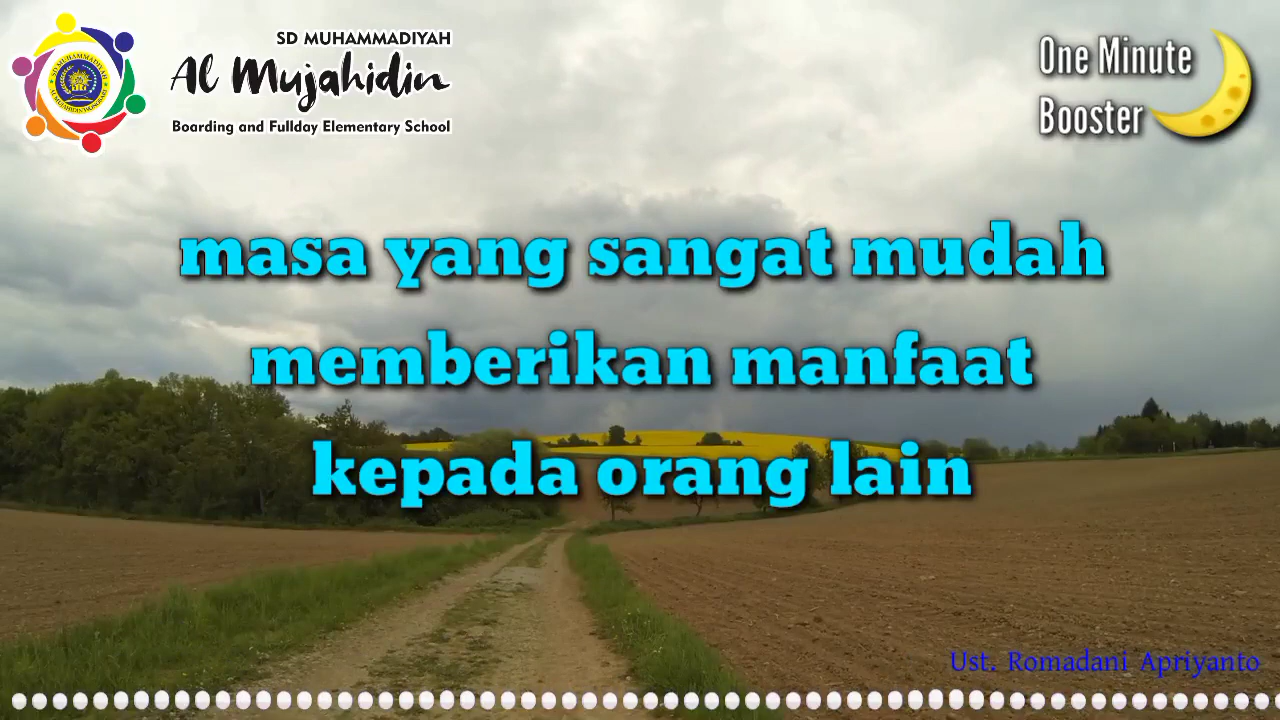 SD MUHAMMADIYAH
Al Mujahidin
Boarding and Fullday Elementary School
One Minute
Booster
masa yang sangat mudah
memberikan manfaat
kepada orang lain
Ust. Romadani Apriyanto